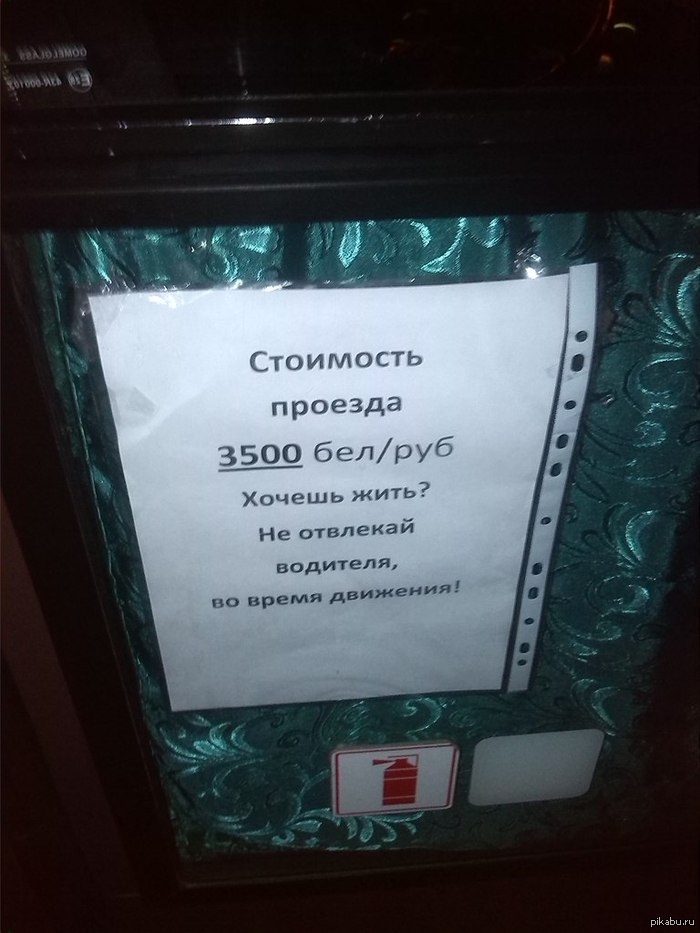 Стоимость
проезда
3500 бел/руб
Хочешь жить?
Не отвлекай
водителя,
во время движения!
pikabu.ru